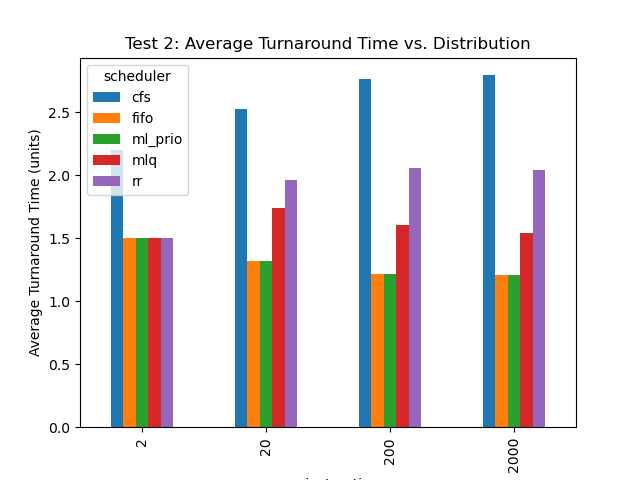 Test 2: Average Turnaround Time vs. Distribution
scheduler
cfs
fifo
ml_prio
mlq
rr
Average Turnaround Time (units)
2.5
2.0
1.5
1.0
0.5
0.0
2
20
200
2000